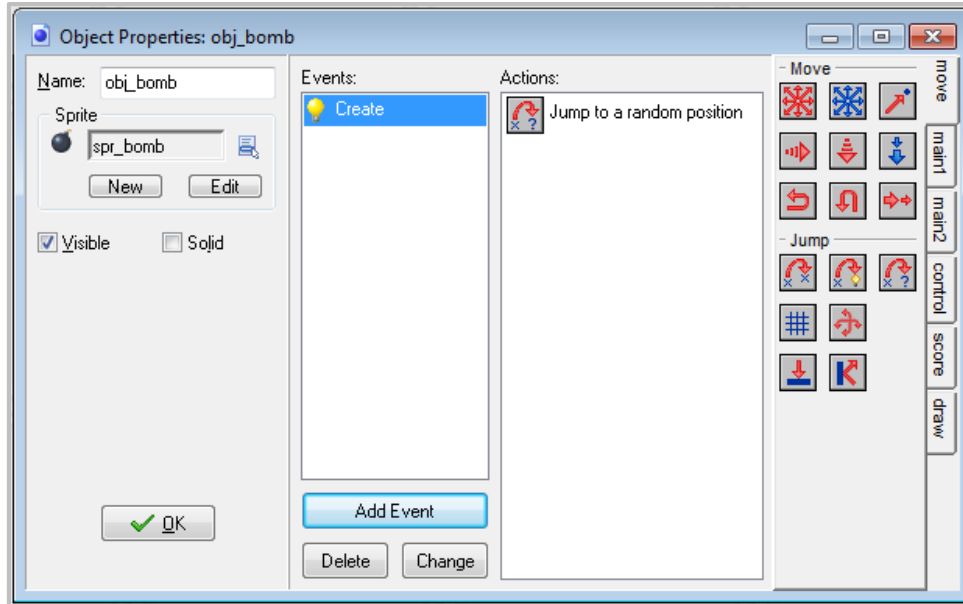 Object Properties: obj_bomb
Name: obj_bomb
Sprite
spr_bomb
New Edit
Visible Solid
OK
Events:
Create
Add Event
Delete Change
Actions:
Jump to a random position
Move
Jump
move
main1
main2
control
score
draw